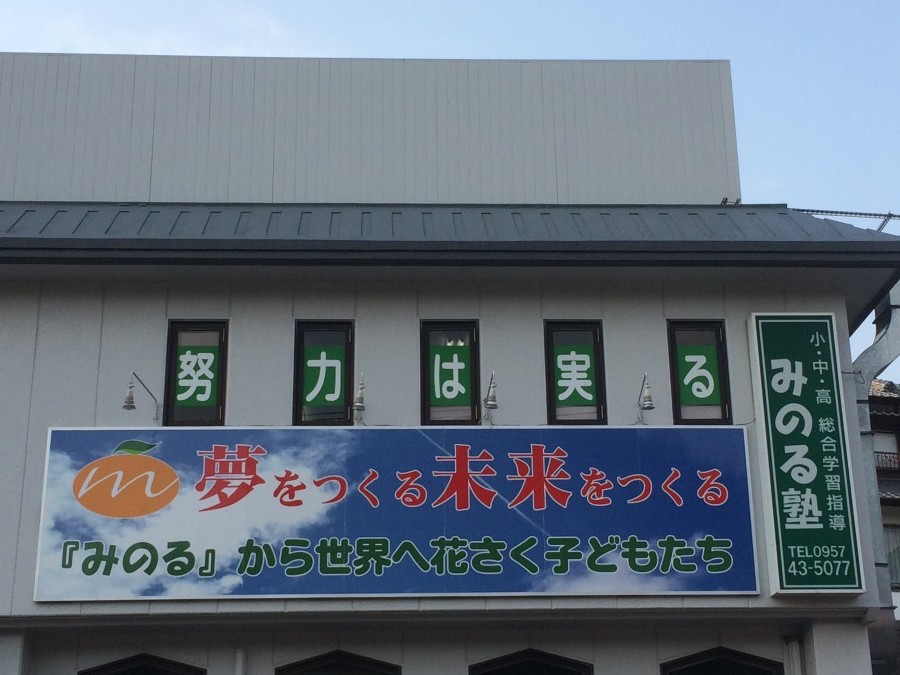 努力は実る
m
夢をつくる未来をつくる
『みのる』から世界へ花さく子どもたち
小・中・高 総合学習指導
みのる塾
TEL0957
43-5077